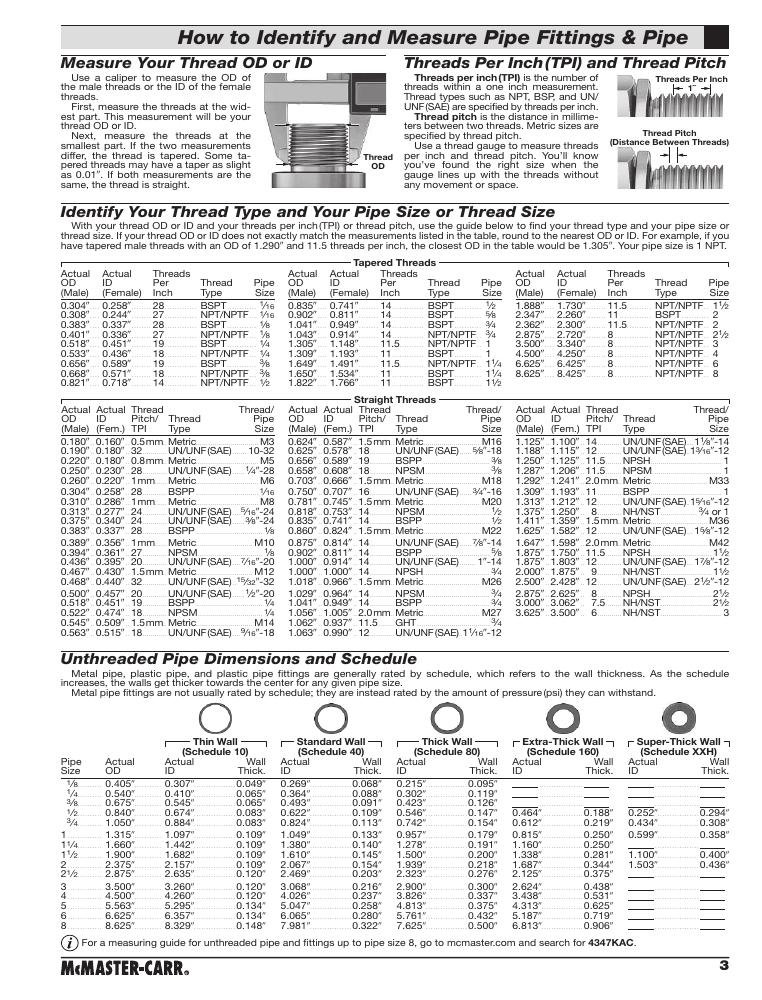 How to Identify and Measure Pipe Fittings & Pipe
Measure Your Thread OD or ID
Use a caliper to measure the OD of
the male threads or the ID of the female
threads.
First, measure the threads at the wid-
est part. This measurement will be your
thread OD or ID.
Next, measure the threads at the
smallest part. If the two measurements
differ, the thread is tapered. Some ta-
pered threads may have a taper as slight
as 0.01″. If both measurements are the
same, the thread is straight.
Thread
OD
Threads Per Inch (TPI) and Thread Pitch
Threads per inch (TPI) is the number of
threads within a one inch measurement.
Thread types such as NPT, BSP, and UN/
UNF(SAE) are specified by threads per inch.
Thread pitch is the distance in millime-
ters between two threads. Metric sizes are
specified by thread pitch.
Use a thread gauge to measure threads
per inch and thread pitch. You'll know
you've found the right size when the
gauge lines up with the threads without
any movement or space.
Threads Per Inch
1″
Thread Pitch
(Distance Between Threads)
Identify Your Thread Type and Your Pipe Size or Thread Size
With your thread OD or ID and your threads per inch (TPI) or thread pitch, use the guide below to find your thread type and your pipe size or
thread size. If your thread OD or ID does not exactly match the measurements listed in the table, round to the nearest OD or ID. For example, if you
have tapered male threads with an OD of 1.290″ and 11.5 threads per inch, the closest OD in the table would be 1.305″. Your pipe size is 1 NPT.
Tapered Threads
Actual Actual Threads Actual Actual Threads Actual Actual Threads
OD ID Per Thread Pipe OD ID Per Thread Pipe OD ID Per Thread Pipe
(Male) (Female) Inch Type Size (Male) (Female) Inch Type Size (Male) (Female) Inch Type Size
0.304″ 0.258″ 28 BSPT 1⁄16 0.835″ 0.741″ 14 BSPT 1⁄2 1.888″ 1.730″ 11.5 NPT/NPTF 1 1⁄2
0.308″ 0.244″ 27 NPT/NPTF 1⁄16 0.902″ 0.811″ 14 BSPT 5⁄8 2.347″ 2.260″ 11 BSPT 2
0.383″ 0.337″ 28 BSPT 1⁄8 1.041″ 0.949″ 14 BSPT 3⁄4 2.362″ 2.300″ 11.5 NPT/NPTF 2
0.401″ 0.336″ 27 NPT/NPTF 1⁄8 1.043″ 0.914″ 14 NPT/NPTF 3⁄4 2.875″ 2.720″ 8 NPT/NPTF 2 1⁄2
0.518″ 0.451″ 19 BSPT 1⁄4 1.305″ 1.148″ 11.5 NPT/NPTF 1 3.500″ 3.340″ 8 NPT/NPTF 3
0.533″ 0.436″ 18 NPT/NPTF 1⁄4 1.309″ 1.193″ 11 BSPT 1 4.500″ 4.250″ 8 NPT/NPTF 4
0.656″ 0.589″ 19 BSPT 3⁄8 1.649″ 1.491″ 11.5 NPT/NPTF 1 1⁄4 6.625″ 6.425″ 8 NPT/NPTF 6
0.668″ 0.571″ 18 NPT/NPTF 3⁄8 1.650″ 1.534″ 11 BSPT 1 1⁄4 8.625″ 8.425″ 8 NPT/NPTF 8
0.821″ 0.718″ 14 NPT/NPTF 1⁄2 1.822″ 1.766″ 11 BSPT 1 1⁄2
Straight Threads
Actual Actual Thread Thread/ Actual Actual Thread Thread/ Actual Actual Thread Thread/
OD ID Pitch/ Thread Pipe OD ID Pitch/ Thread Pipe OD ID Pitch/ Thread Pipe
(Male) (Fem.) TPI Type Size (Male) (Fem.) TPI Type Size (Male) (Fem.) TPI Type Size
0.180″ 0.160″ 0.5mm Metric M3 0.624″ 0.587″ 1.5mm Metric M16 1.125″ 1.100″ 14 UN/UNF(SAE) 1 1⁄8″-14
0.190″ 0.180″ 32 UN/UNF(SAE) 10-32 0.625″ 0.578″ 18 UN/UNF(SAE) 5⁄8″-18 1.188″ 1.115″ 12 UN/UNF(SAE) 1 3⁄16″-12
0.220″ 0.180″ 0.8mm Metric M5 0.656″ 0.589″ 19 BSPP 3⁄8 1.250″ 1.125″ 11.5 NPSH 1
0.250″ 0.230″ 28 UN/UNF(SAE) 1⁄4″-28 0.658″ 0.608″ 18 NPSM 3⁄8 1.287″ 1.206″ 11.5 NPSM 1
0.260″ 0.220″ 1mm Metric M6 0.703″ 0.666″ 1.5mm Metric M18 1.292″ 1.241″ 2.0mm Metric M33
0.304″ 0.258″ 28 BSPP 1⁄16 0.750″ 0.707″ 16 UN/UNF(SAE) 3⁄4″-16 1.309″ 1.193″ 11 BSPP 1
0.310″ 0.286″ 1mm Metric M8 0.781″ 0.745″ 1.5mm Metric M20 1.313″ 1.212″ 12 UN/UNF(SAE) 1 5⁄16″-12
0.313″ 0.277″ 24 UN/UNF(SAE) 5⁄16″-24 0.818″ 0.753″ 14 NPSM 1⁄2 1.375″ 1.250″ 8 NH/NST 3⁄4 or 1
0.375″ 0.340″ 24 UN/UNF(SAE) 3⁄8″-24 0.835″ 0.741″ 14 BSPP 1⁄2 1.411″ 1.359″ 1.5mm Metric M36
0.383″ 0.337″ 28 BSPP 1⁄8 0.860″ 0.824″ 1.5mm Metric M22 1.625″ 1.582″ 12 UN/UNF(SAE) 1 5⁄8″-12
0.389″ 0.356″ 1mm Metric M10 0.875″ 0.814″ 14 UN/UNF(SAE) 7⁄8″-14 1.647″ 1.598″ 2.0mm Metric M42
0.394″ 0.361″ 27 NPSM 1⁄8 0.902″ 0.811″ 14 BSPP 5⁄8 1.875″ 1.750″ 11.5 NPSH 1 1⁄2
0.436″ 0.395″ 20 UN/UNF(SAE) 7⁄16″-20 1.000″ 0.914″ 14 UN/UNF(SAE) 1″-14 1.875″ 1.803″ 12 UN/UNF(SAE) 1 7⁄8″-12
0.467″ 0.430″ 1.5mm Metric M12 1.000″ 1.000″ 14 NPSH 3⁄4 2.000″ 1.875″ 9 NH/NST 1 1⁄2
0.468″ 0.440″ 32 UN/UNF(SAE) 15⁄32″-32 1.018″ 0.966″ 1.5mm Metric M26 2.500″ 2.428″ 12 UN/UNF(SAE) 2 1⁄2″-12
0.500″ 0.457″ 20 UN/UNF(SAE) 1⁄2″-20 1.029″ 0.964″ 14 NPSM 3⁄4 2.875″ 2.625″ 8 NPSH 2 1⁄2
0.518″ 0.451″ 19 BSPP 1⁄4 1.041″ 0.949″ 14 BSPP 3⁄4 3.000″ 3.062″ 7.5 NH/NST 2 1⁄2
0.522″ 0.474″ 18 NPSM 1⁄4 1.056″ 1.005″ 2.0mm Metric M27 3.625″ 3.500″ 6 NH/NST 3
0.545″ 0.509″ 1.5mm Metric M14 1.062″ 0.937″ 11.5 GHT 3⁄4
0.563″ 0.515″ 18 UN/UNF(SAE) 9⁄16″-18 1.063″ 0.990″ 12 UN/UNF(SAE) 1 1⁄16″-12
Unthreaded Pipe Dimensions and Schedule
Metal pipe, plastic pipe, and plastic pipe fittings are generally rated by schedule, which refers to the wall thickness. As the schedule
increases, the walls get thicker towards the center for any given pipe size.
Metal pipe fittings are not usually rated by schedule; they are instead rated by the amount of pressure (psi) they can withstand.
Thin Wall Standard Wall Thick Wall Extra-Thick Wall Super-Thick Wall
(Schedule 10) (Schedule 40) (Schedule 80) (Schedule 160) (Schedule XXH)
Pipe Actual Actual Wall Actual Wall Actual Wall Actual Wall Actual Wall
Size OD ID Thick. ID Thick. ID Thick. ID Thick. ID Thick.
1⁄8 0.405″ 0.307″ 0.049″ 0.269″ 0.068″ 0.215″ 0.095″
1⁄4 0.540″ 0.410″ 0.065″ 0.364″ 0.088″ 0.302″ 0.119″
3⁄8 0.675″ 0.545″ 0.065″ 0.493″ 0.091″ 0.423″ 0.126″
1⁄2 0.840″ 0.674″ 0.083″ 0.622″ 0.109″ 0.546″ 0.147″ 0.464″ 0.188″ 0.252″ 0.294″
3⁄4 1.050″ 0.884″ 0.083″ 0.824″ 0.113″ 0.742″ 0.154″ 0.612″ 0.219″ 0.434″ 0.308″
1 1.315″ 1.097″ 0.109″ 1.049″ 0.133″ 0.957″ 0.179″ 0.815″ 0.250″ 0.599″ 0.358″
1 1⁄4 1.660″ 1.442″ 0.109″ 1.380″ 0.140″ 1.278″ 0.191″ 1.160″ 0.250″
1 1⁄2 1.900″ 1.682″ 0.109″ 1.610″ 0.145″ 1.500″ 0.200″ 1.338″ 0.281″ 1.100″ 0.400″
2 2.375″ 2.157″ 0.109″ 2.067″ 0.154″ 1.939″ 0.218″ 1.687″ 0.344″ 1.503″ 0.436″
2 1⁄2 2.875″ 2.635″ 0.120″ 2.469″ 0.203″ 2.323″ 0.276″ 2.125″ 0.375″
3 3.500″ 3.260″ 0.120″ 3.068″ 0.216″ 2.900″ 0.300″ 2.624″ 0.438″
4 4.500″ 4.260″ 0.120″ 4.026″ 0.237″ 3.826″ 0.337″ 3.438″ 0.531″
5 5.563″ 5.295″ 0.134″ 5.047″ 0.258″ 4.813″ 0.375″ 4.313″ 0.625″
6 6.625″ 6.357″ 0.134″ 6.065″ 0.280″ 5.761″ 0.432″ 5.187″ 0.719″
8 8.625″ 8.329″ 0.148″ 7.981″ 0.322″ 7.625″ 0.500″ 6.813″ 0.906″
i For a measuring guide for unthreaded pipe and fittings up to pipe size 8, go to mcmaster.com and search for 4347KAC.
McMASTER-CARR® 3